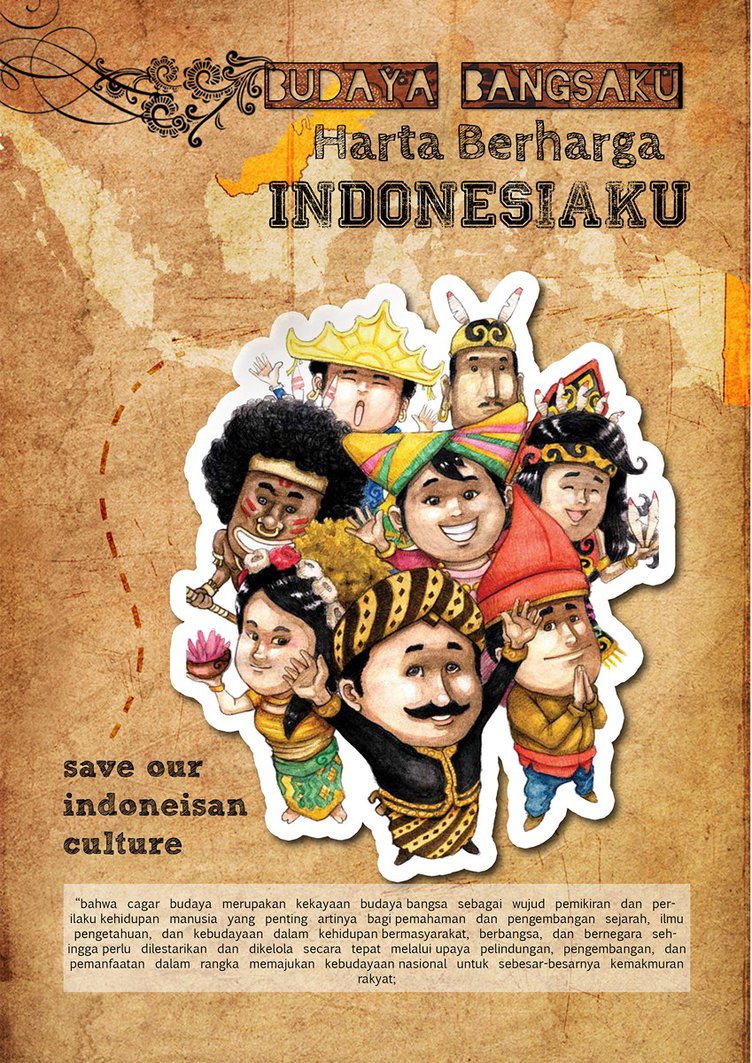 BUDAYA BANGSAKU
Harta Berharga
INDONESIAKU
save our
indoneisan
culture
“bahwa cagar budaya merupakan kekayaan budaya bangsa sebagai wujud pemikiran dan per-
ilaku kehidupan manusia yang penting artinya bagi pemahaman dan pengembangan sejarah, ilmu
pengetahuan, dan kebudayaan dalam kehidupan bermasyarakat, berbangsa, dan bernegara seh-
ingga perlu dilestarikan dan dikelola secara tepat melalui upaya pelindungan, pengembangan, dan
pemanfaatan dalam rangka memajukan kebudayaan nasional untuk sebesar-besarnya kemakmuran
rakyat;